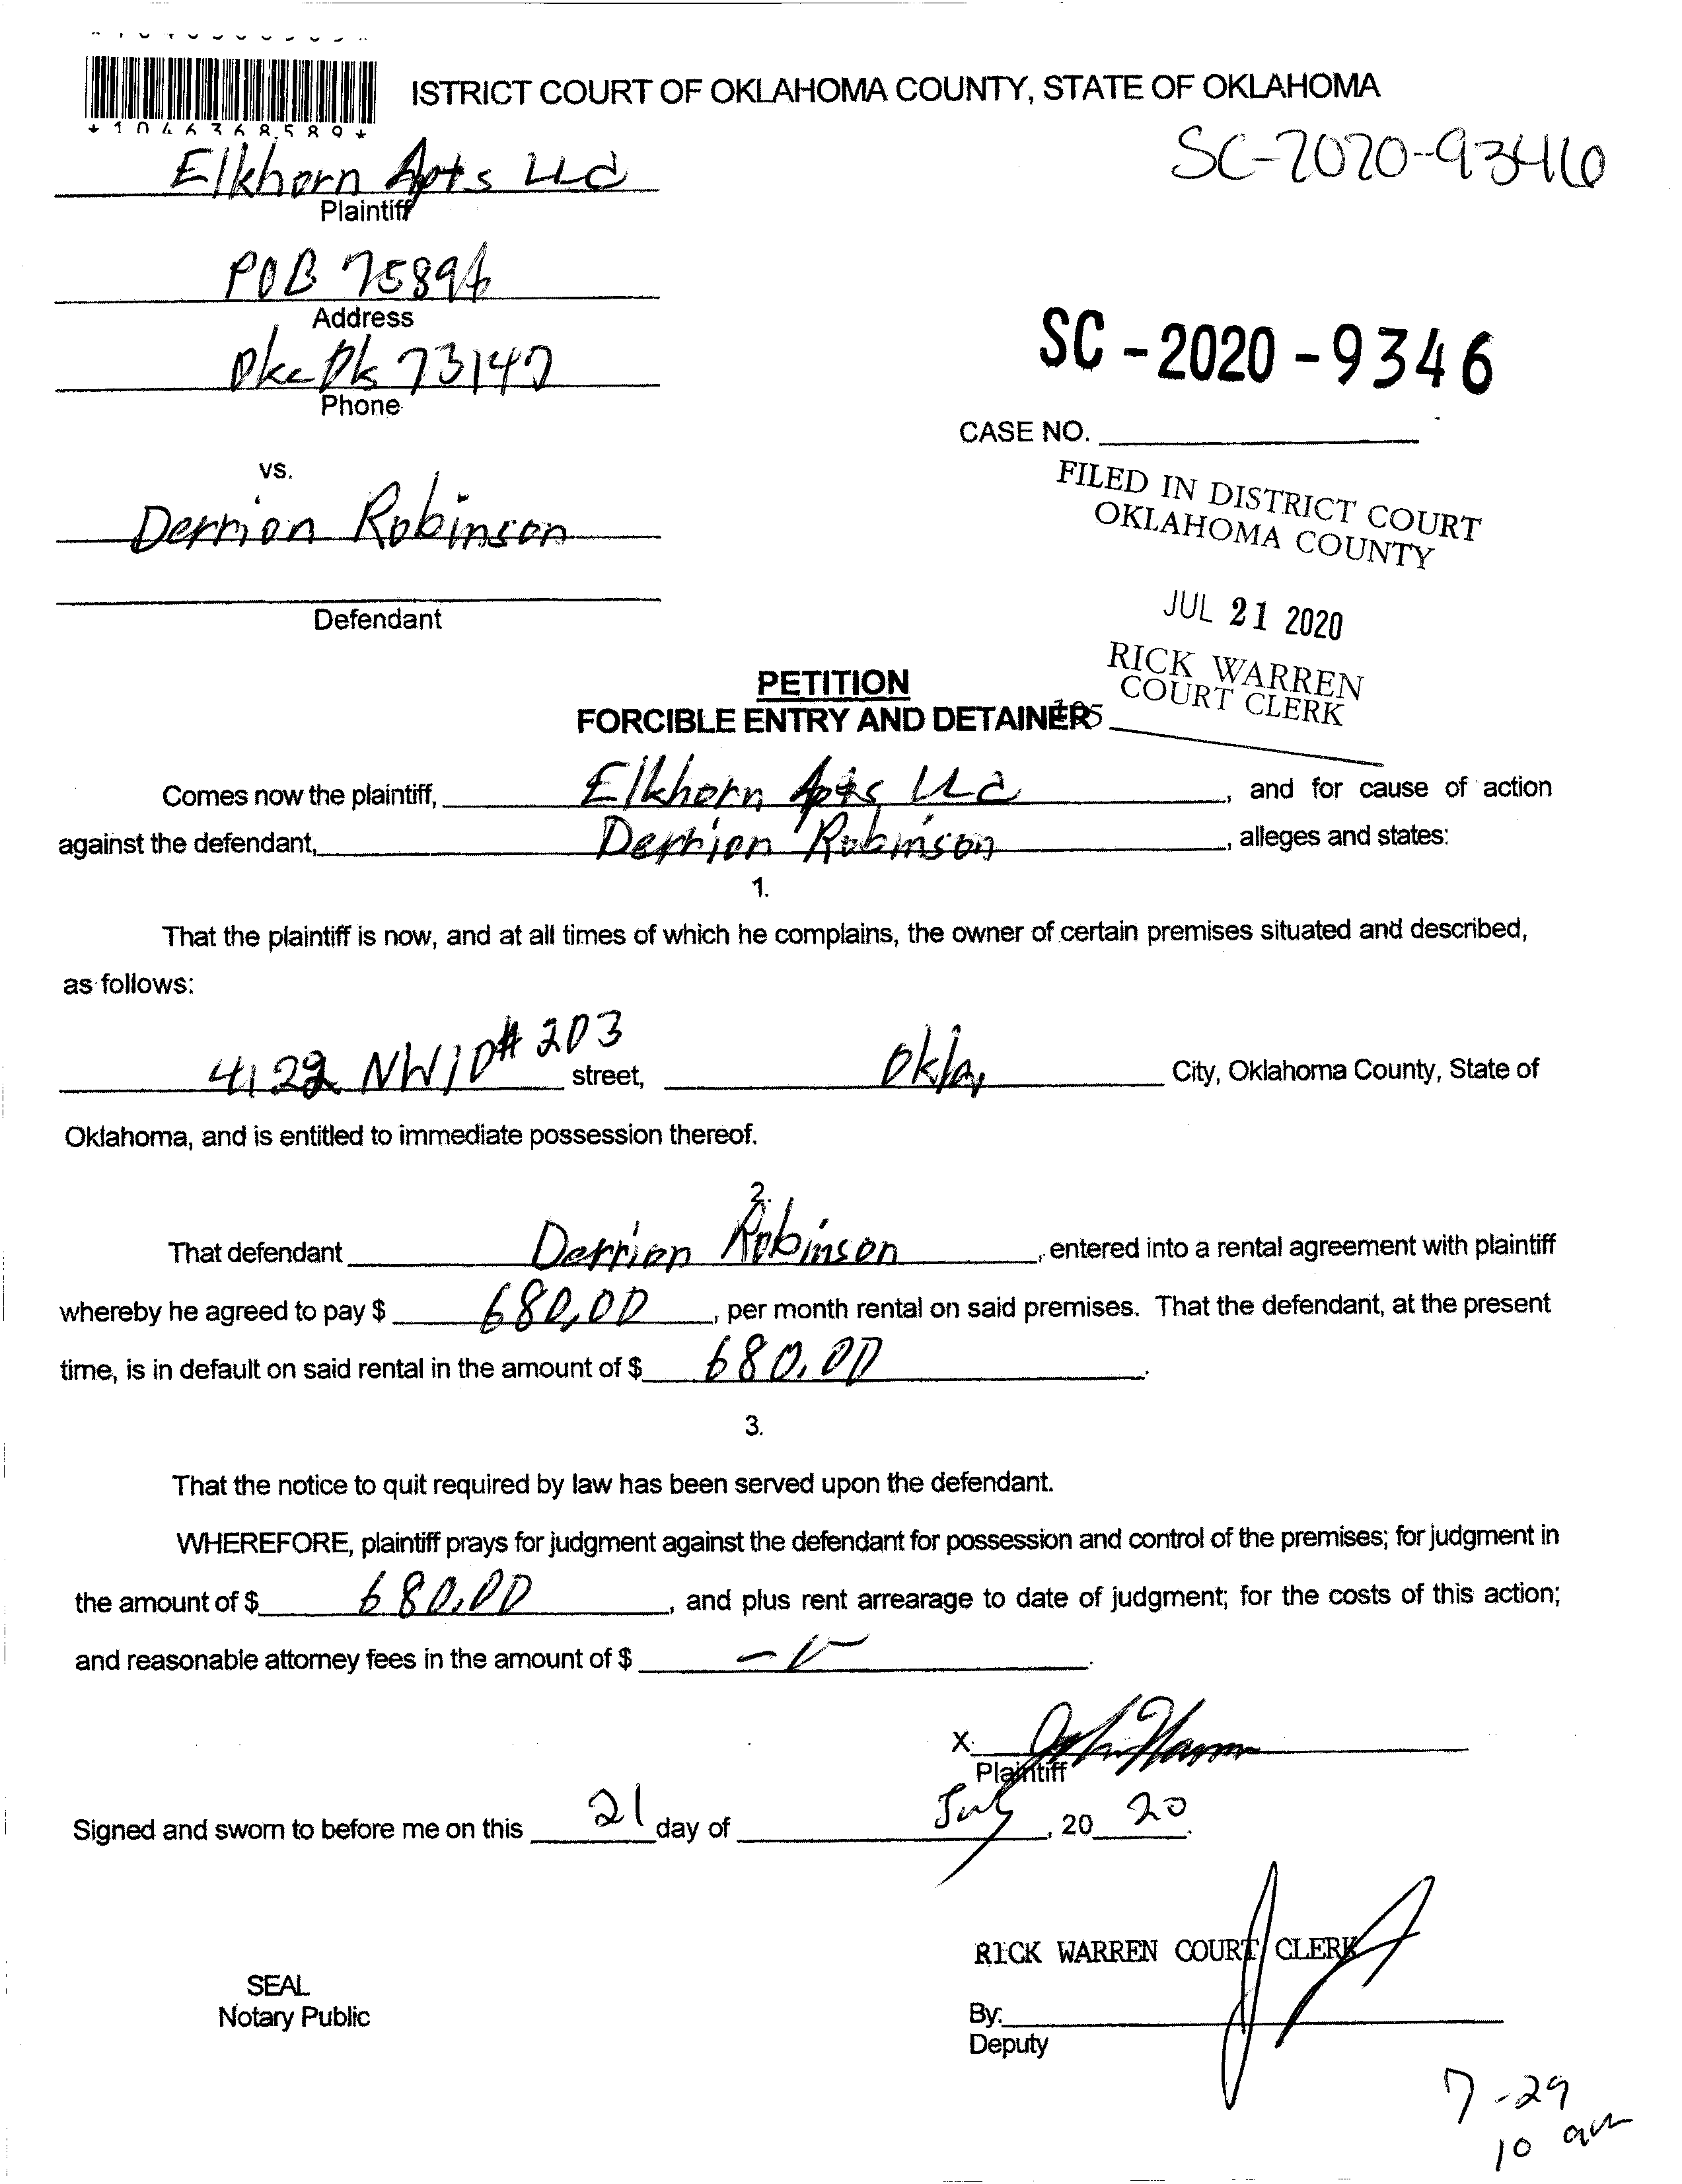 ISTRICT COURT OF OKLAHOMA COUNTY, STATE OF OKLAHOMA
*1046368589*
SC-2020-9346
Elkhorn Apts LLC
Plaintiff
POB 75896
Address
Okc Ok 73147
Phone
SC-2020-9346
CASE NO.
vs.
FILED IN DISTRICT COURT
OKLAHOMA COUNTY
Derrion Robinson
JUL 21 2020
Defendant
RICK WARREN
COURT CLERK
PETITION
FORCIBLE ENTRY AND DETAINER
Comes now the plaintiff, Elkhorn Apts LLC, and for cause of action
against the defendant, Derrion Robinson, alleges and states:
1.
That the plaintiff is now, and at all times of which he complains, the owner of certain premises situated and described,
as follows:
4122 NW10 #203 street, Okla, City, Oklahoma County, State of
Oklahoma, and is entitled to immediate possession thereof.
2.
That defendant Derrion Robinson, entered into a rental agreement with plaintiff
whereby he agreed to pay $ 680.00, per month rental on said premises. That the defendant, at the present
time, is in default on said rental in the amount of $ 680.00.
3.
That the notice to quit required by law has been served upon the defendant.
WHEREFORE, plaintiff prays for judgment against the defendant for possession and control of the premises; for judgment in
the amount of $ 680.00, and plus rent arrearage to date of judgment; for the costs of this action;
and reasonable attorney fees in the amount of $
X
Plaintiff
Signed and sworn to before me on this 21 day of July, 20 20.
RICK WARREN COURT CLERK
SEAL
Notary Public
By:
Deputy
7-29
10 am